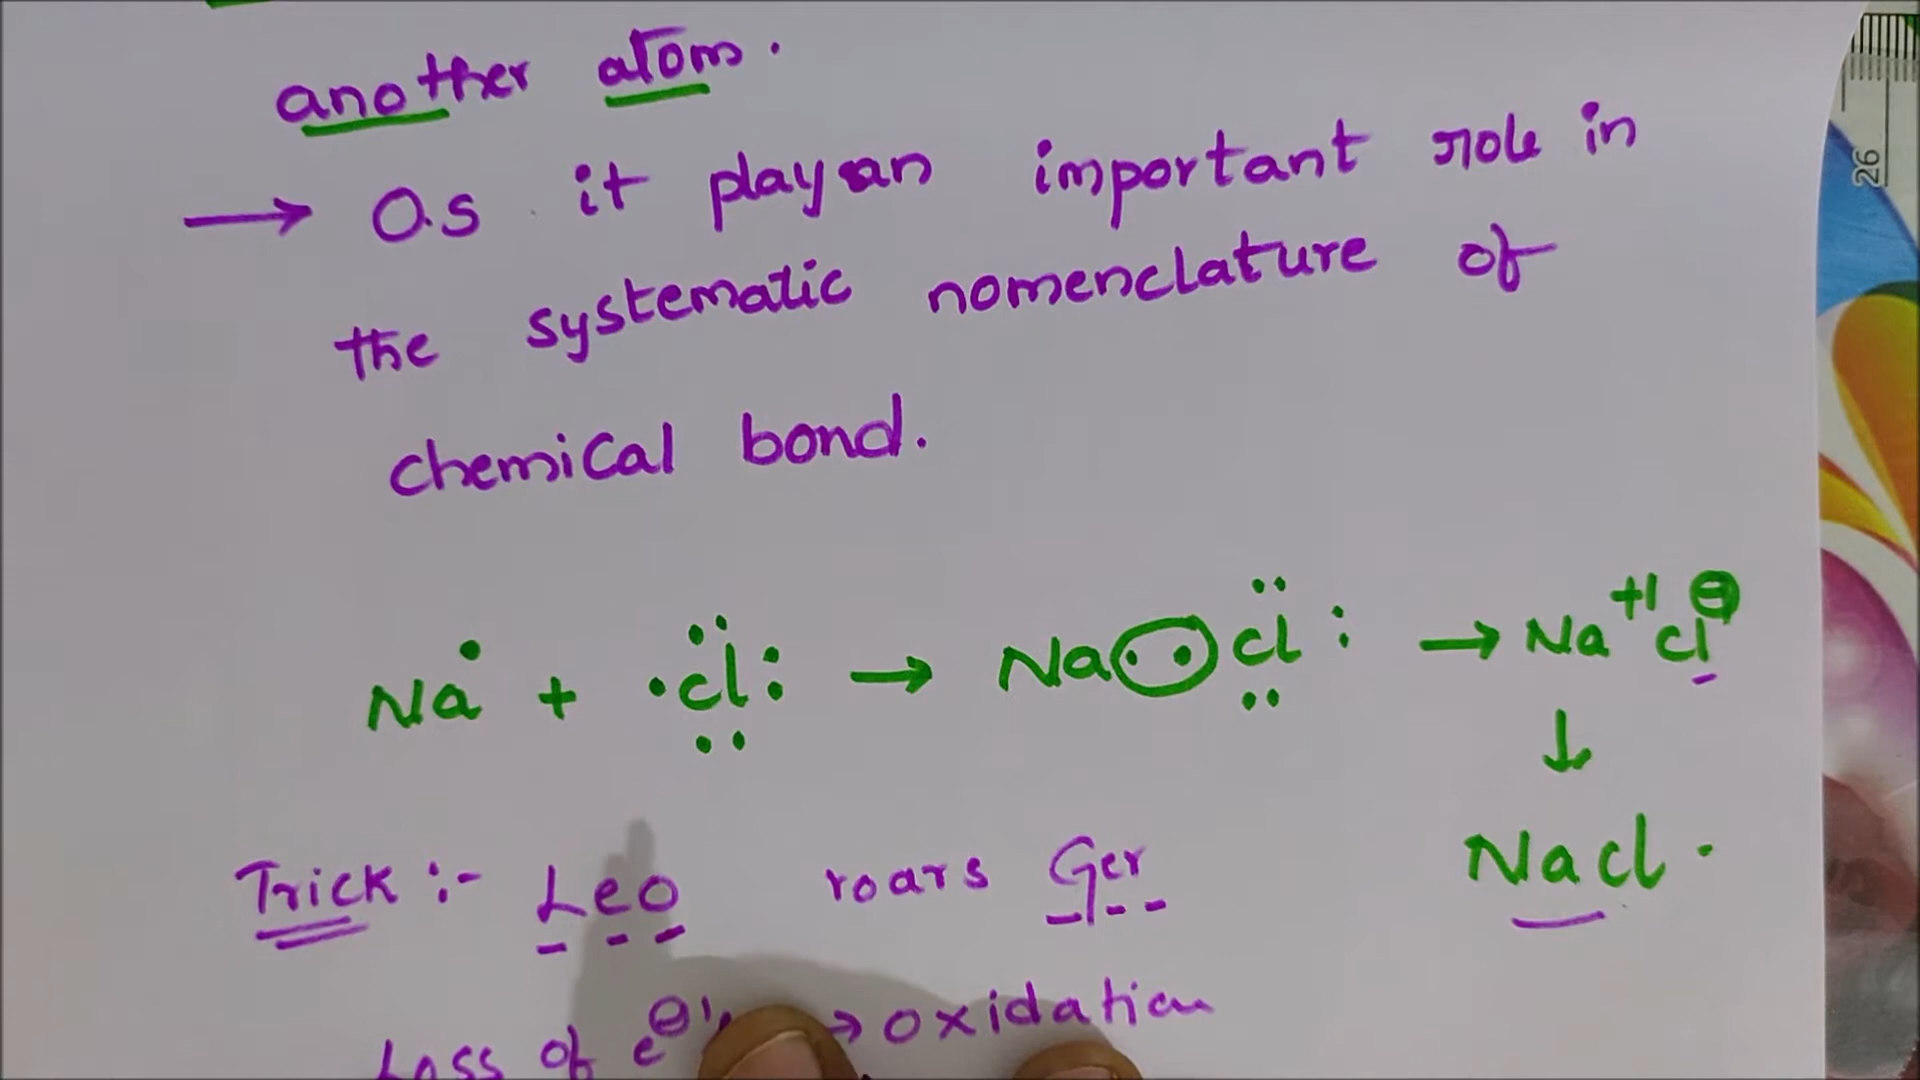 another atom.
→ O.S it play an important role in
the systematic nomenclature of
chemical bond.
Na• + •Cl: → Na : Cl : → Na⁺¹ Cl⁻
↓
NaCl.
Trick :- Leo roars Ger
Loss of e⊖'s → oxidation
26